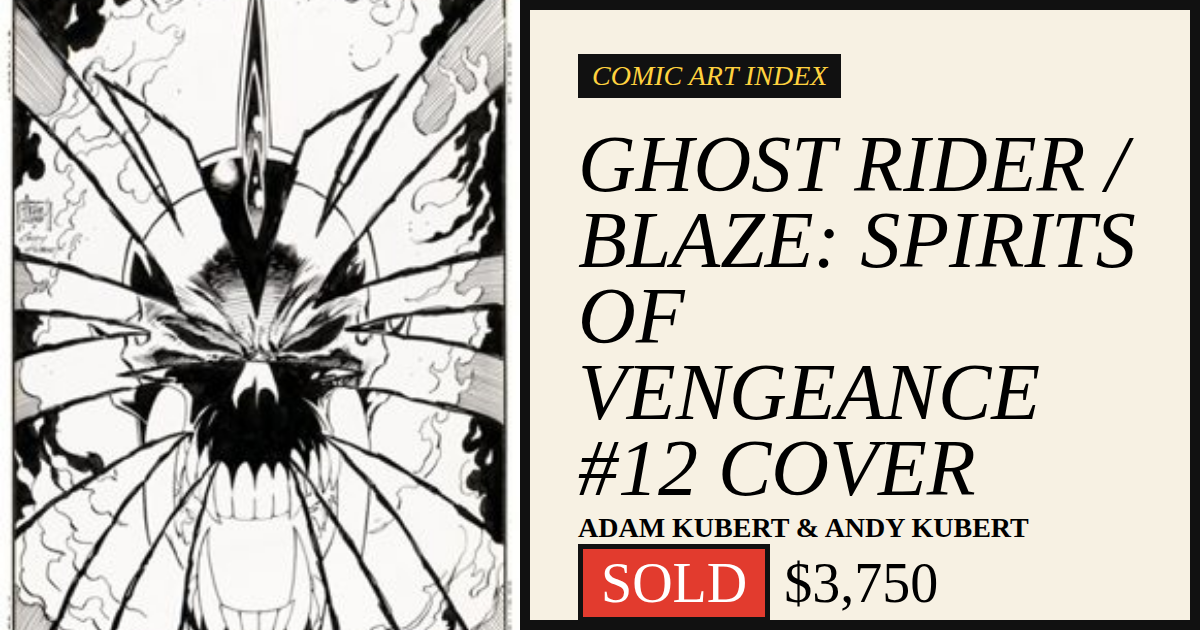 COMIC ART INDEX
GHOST RIDER /
BLAZE: SPIRITS
OF
VENGEANCE
#12 COVER
ADAM KUBERT & ANDY KUBERT
SOLD $3,750